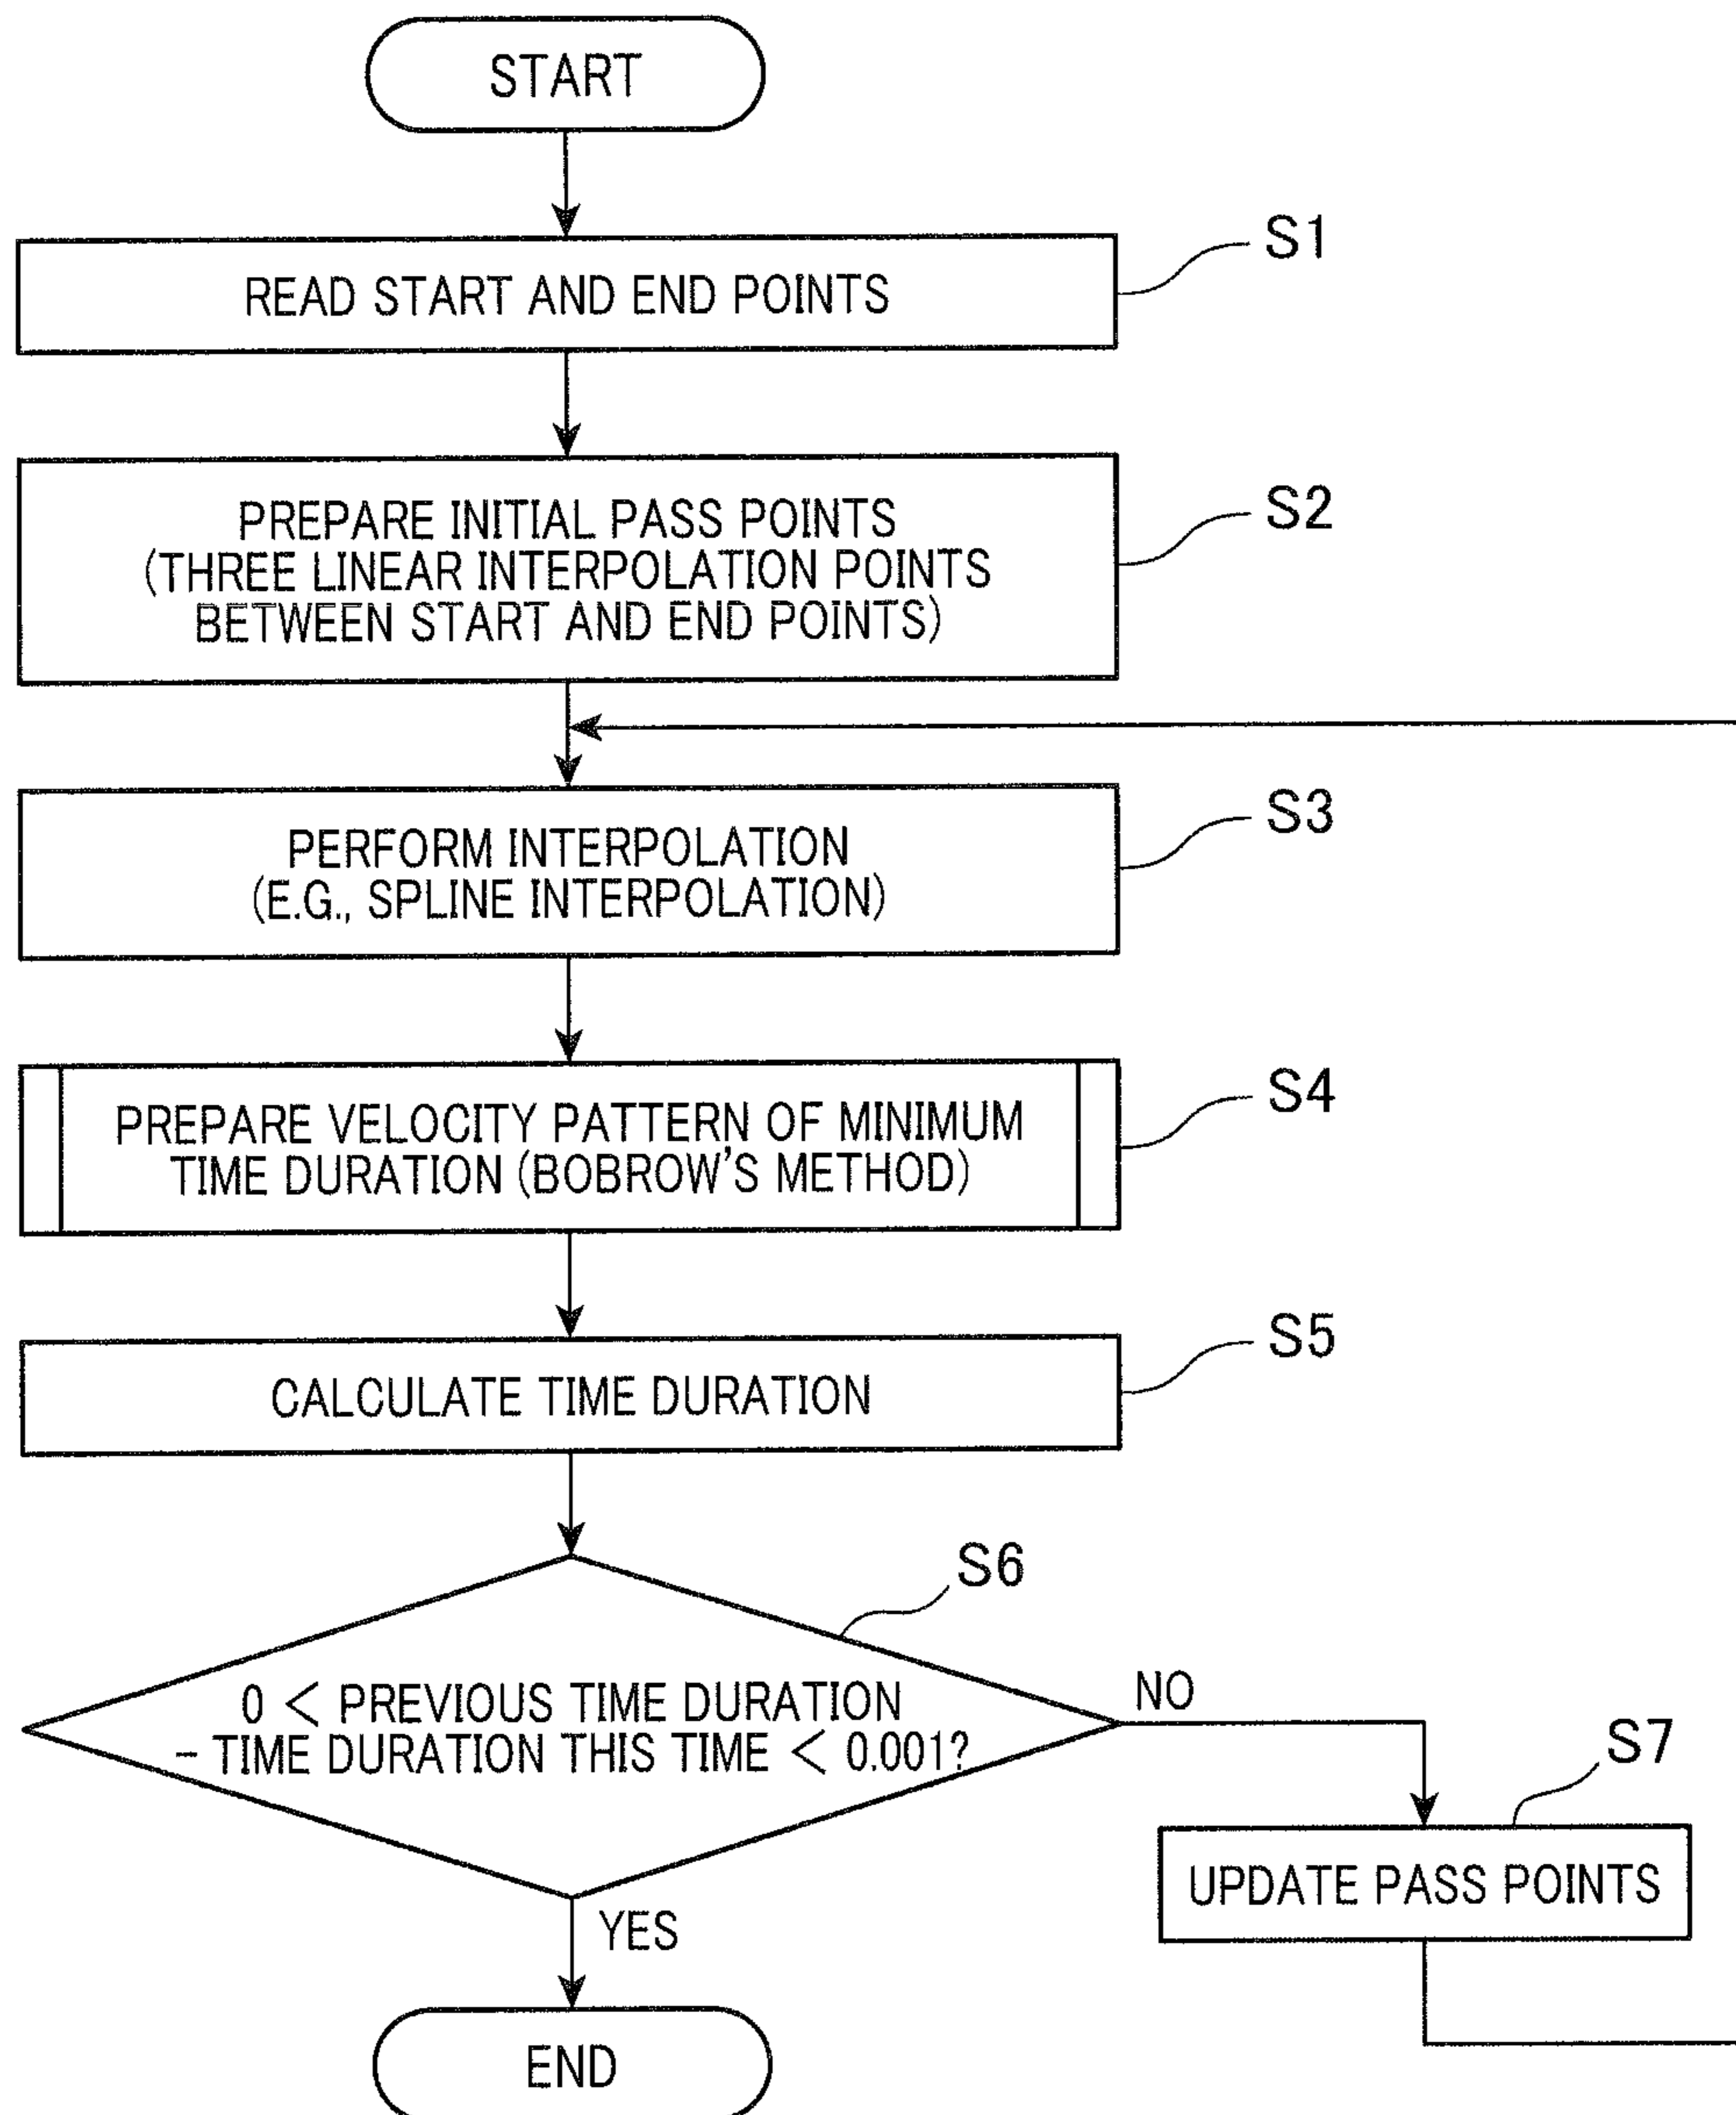 START
S1
READ START AND END POINTS
S2
PREPARE INITIAL PASS POINTS
(THREE LINEAR INTERPOLATION POINTS
BETWEEN START AND END POINTS)
S3
PERFORM INTERPOLATION
(E.G., SPLINE INTERPOLATION)
S4
PREPARE VELOCITY PATTERN OF MINIMUM
TIME DURATION (BOBROW'S METHOD)
S5
CALCULATE TIME DURATION
S6
0 < PREVIOUS TIME DURATION
- TIME DURATION THIS TIME < 0.001?
NO
S7
UPDATE PASS POINTS
YES
END